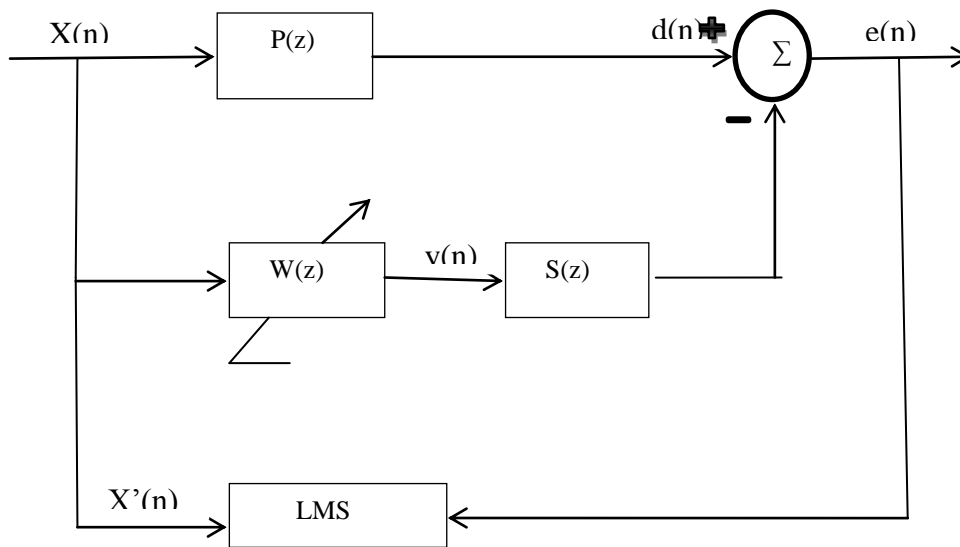 X(n)
P(z)
d(n)
+
Σ
e(n)
−
W(z)
v(n)
S(z)
X’(n)
LMS